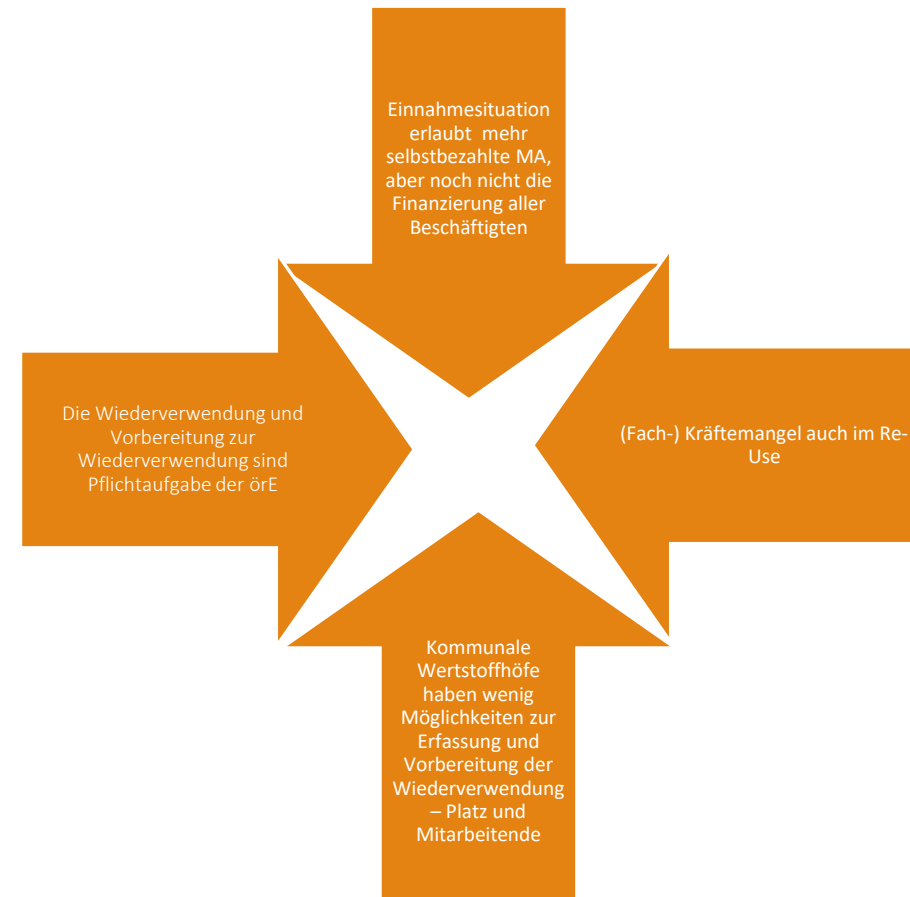 Einnahmesituation
erlaubt mehr
selbstbezahlte MA,
aber noch nicht die
Finanzierung aller
Beschäftigten
Die Wiederverwendung und
Vorbereitung zur
Wiederverwendung sind
Pflichtaufgabe der örE
(Fach-) Kräftemangel auch im Re-
Use
Kommunale
Wertstoffhöfe
haben wenig
Möglichkeiten zur
Erfassung und
Vorbereitung der
Wiederverwendung
– Platz und
Mitarbeitende